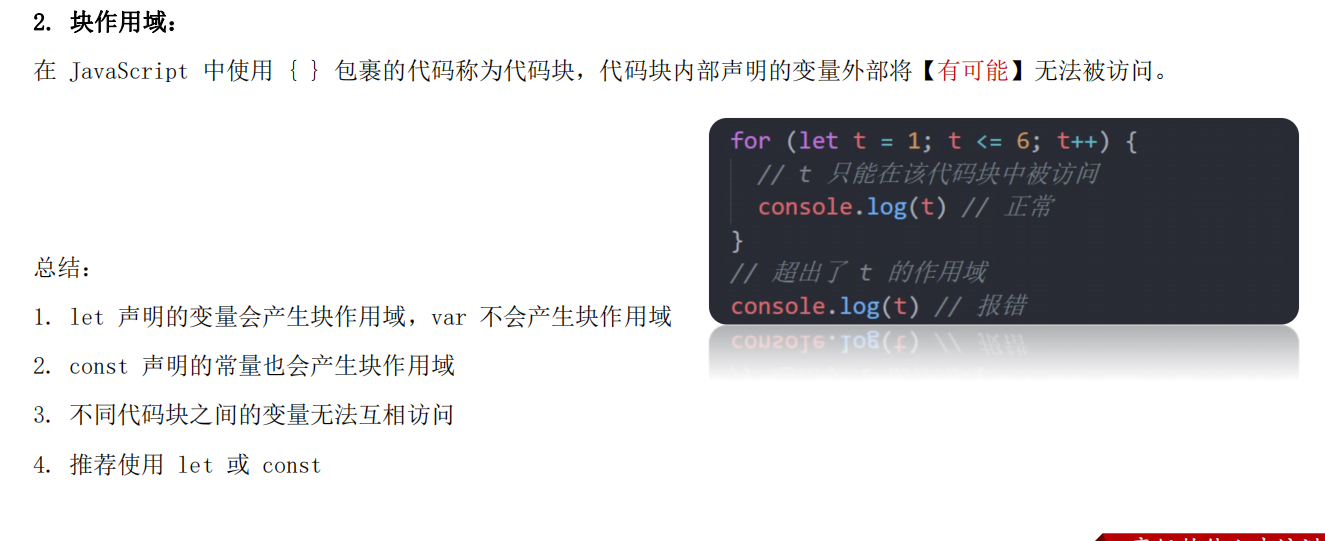 2. 块作用域：
在 JavaScript 中使用 { } 包裹的代码称为代码块，代码块内部声明的变量外部将【有可能】无法被访问。
for (let t = 1; t <= 6; t++) {
// t 只能在该代码块中被访问
console.log(t) // 正常
}
// 超出了 t 的作用域
console.log(t) // 报错
总结：
1. let 声明的变量会产生块作用域，var 不会产生块作用域
2. const 声明的常量也会产生块作用域
3. 不同代码块之间的变量无法互相访问
4. 推荐使用 let 或 const